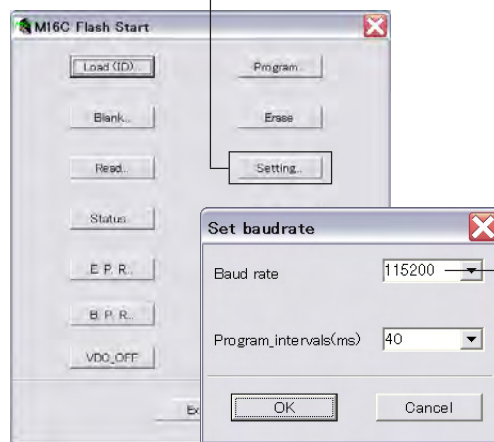 M16C Flash Start
Load (ID)...
Program...
Blank...
Erase
Read...
Setting...
Status...
E. P. R...
B. P. R...
VDC_OFF
Set baudrate
Baud rate
115200
Program_intervals(ms)
40
OK
Cancel